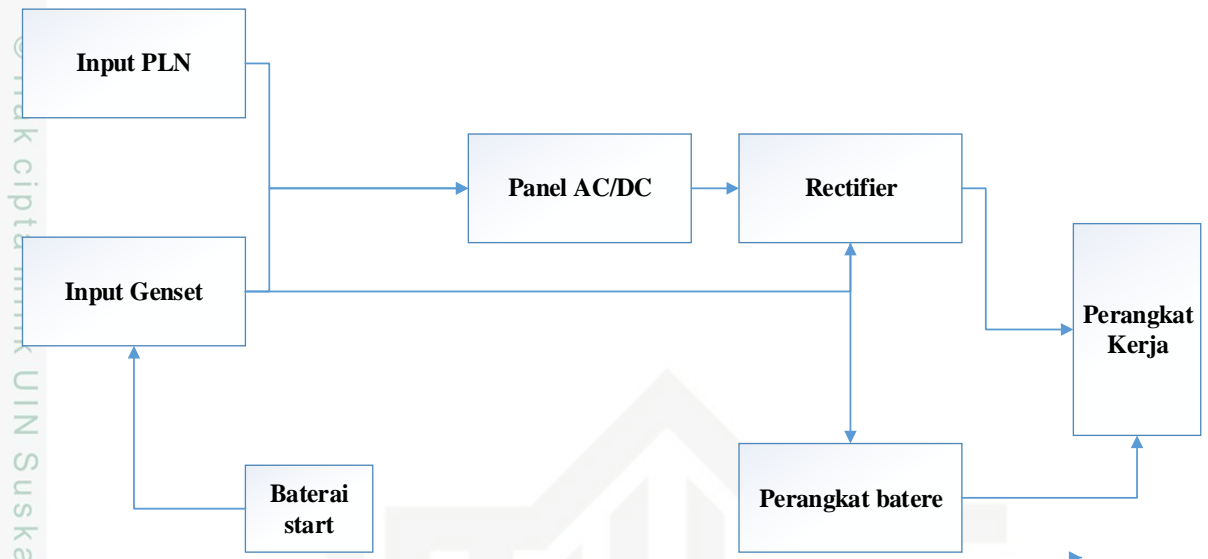 Input PLN
Panel AC/DC
Rectifier
Input Genset
Perangkat
Kerja
Baterai
start
Perangkat batere